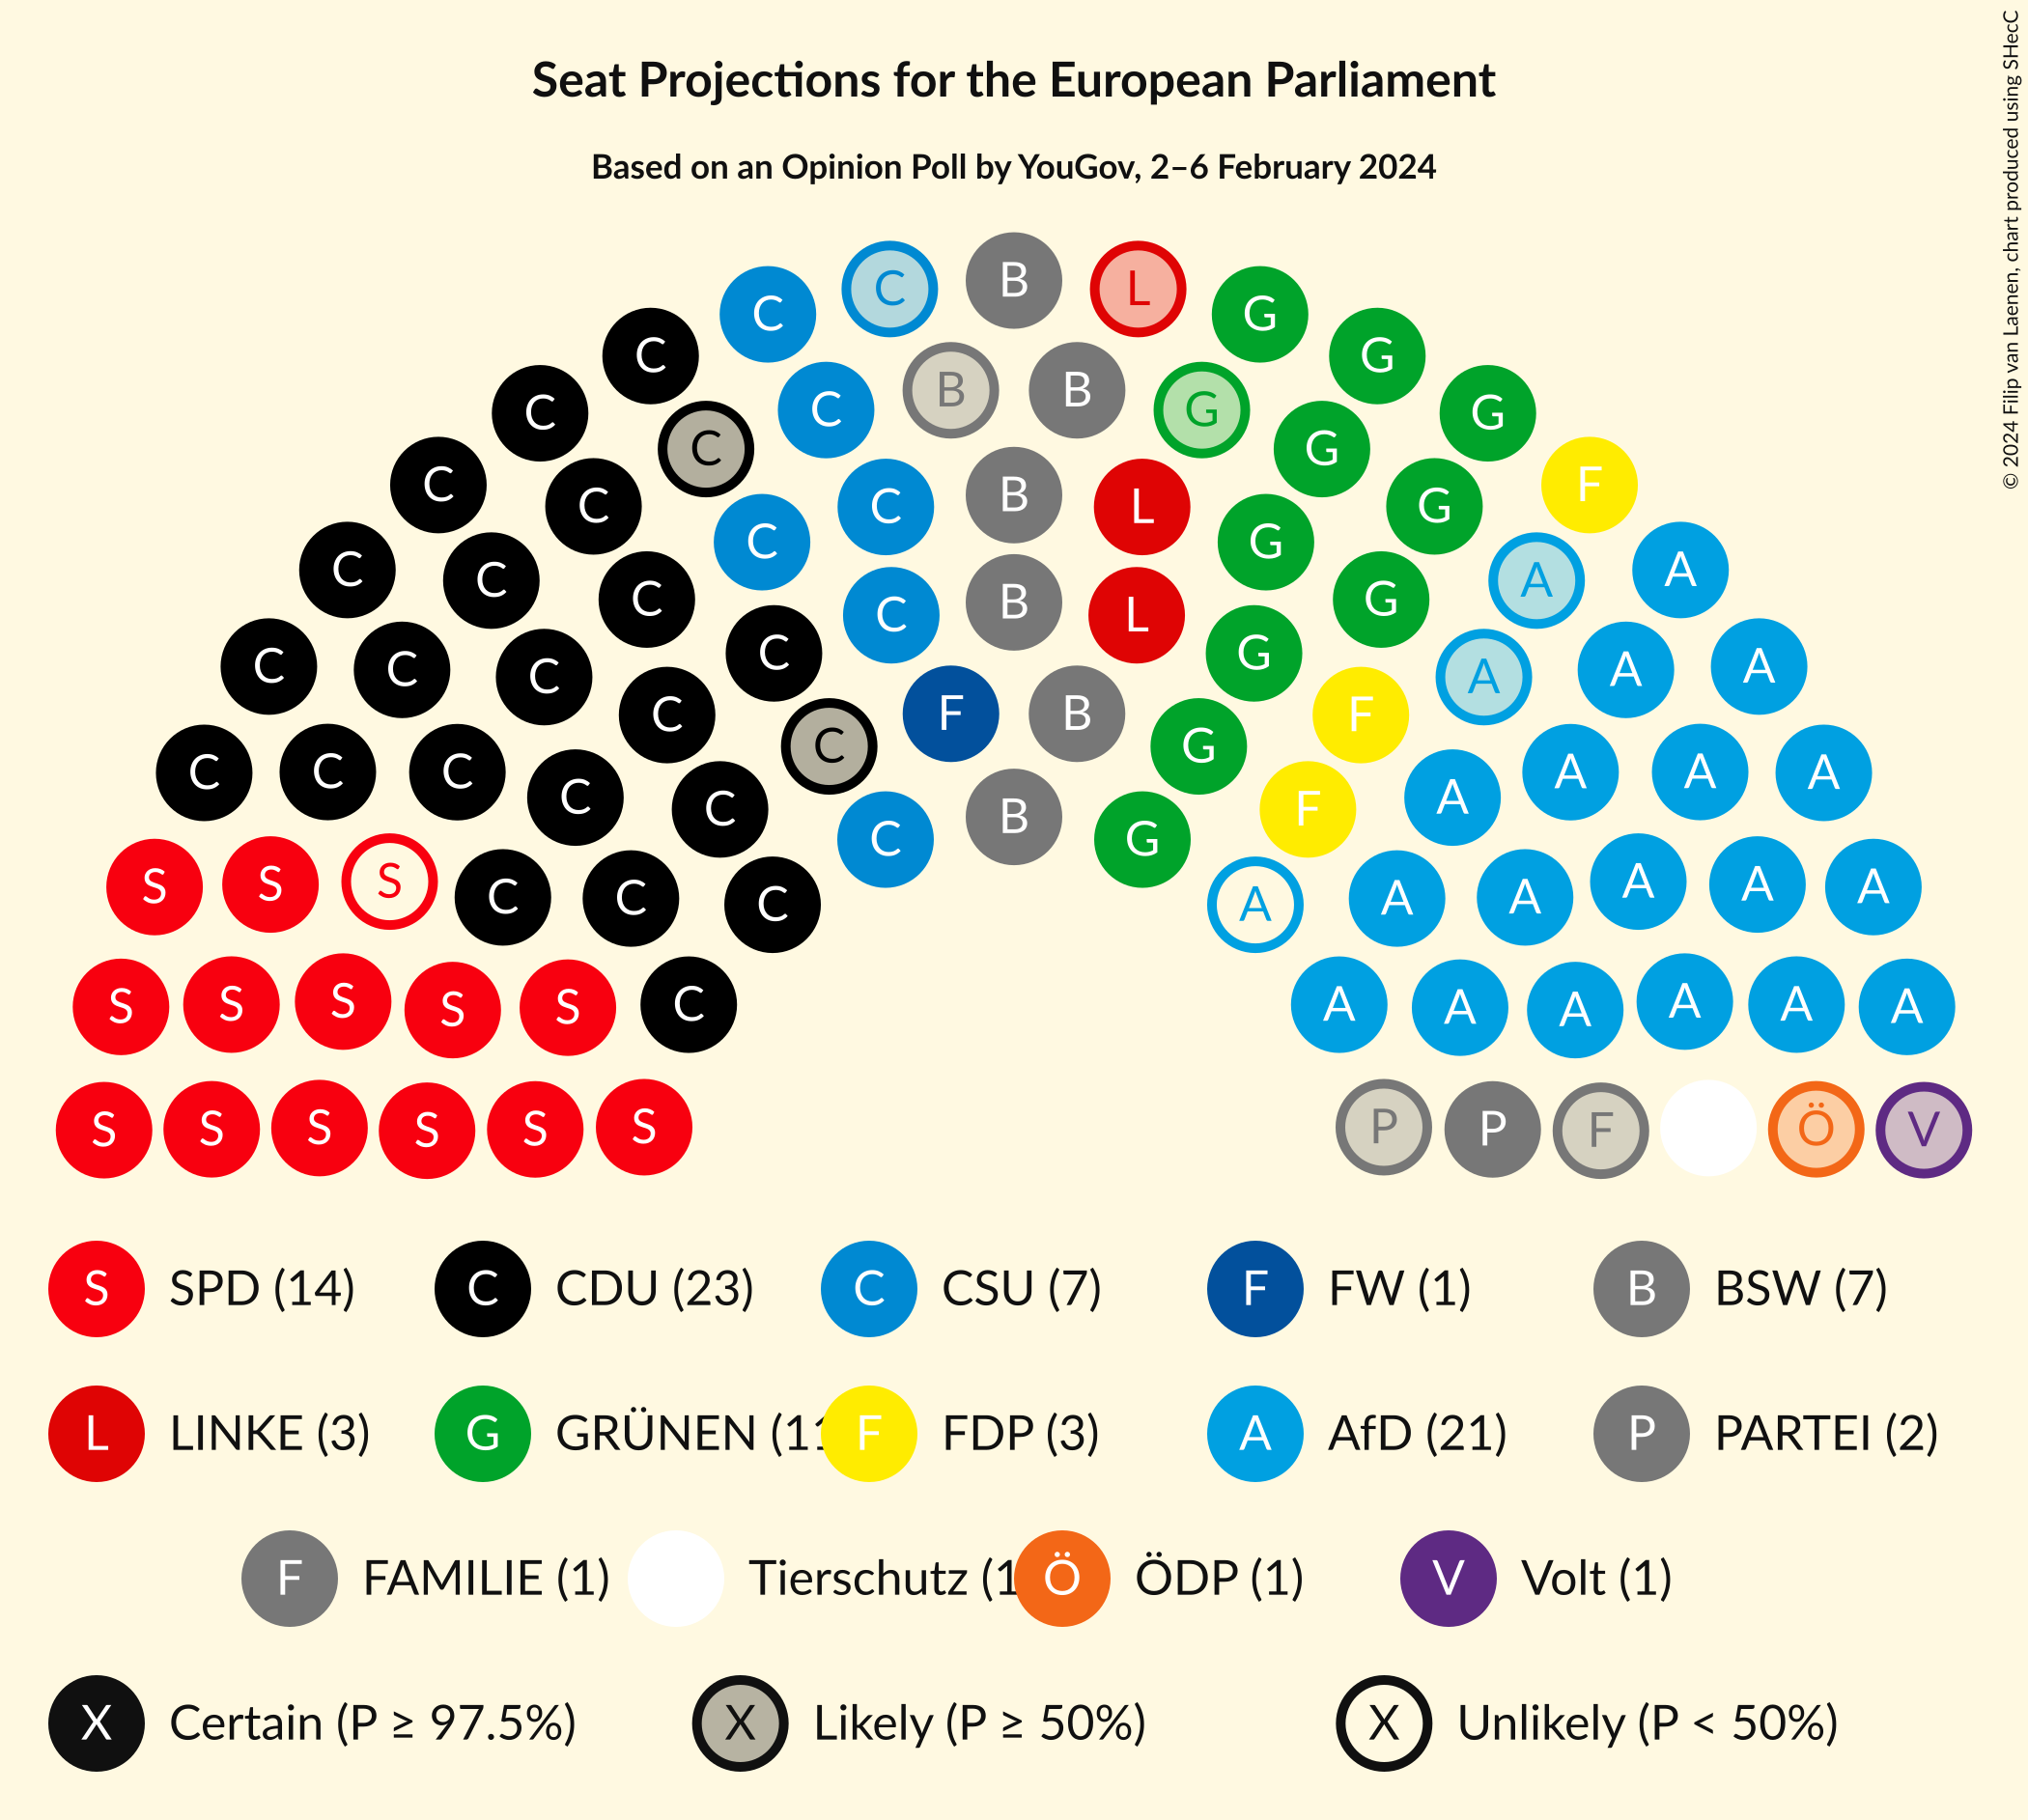 © 2024 Filip van Laenen, chart produced using SHecC
Seat Projections for the European Parliament
Based on an Opinion Poll by YouGov, 2–6 February 2024
C C B L G
C B B G
C C G G
C G
C B F
C C L G
C G
C C A A
C B G
C L
C G
C C C A A A
C F B F
C G
C C C A A A
C C B F A
C G
S S S C C C A A A A A A
S S S S S C A A A A A A
S S S S S S P P F Ö V
S SPD (14) C CDU (23) C CSU (7) F FW (1) B BSW (7)
L LINKE (3) G GRÜNEN (11 F FDP (3) A AfD (21) P PARTEI (2)
F FAMILIE (1) Tierschutz (1 Ö ÖDP (1) V Volt (1)
X Certain (P ≥ 97.5%) X Likely (P ≥ 50%) X Unlikely (P < 50%)